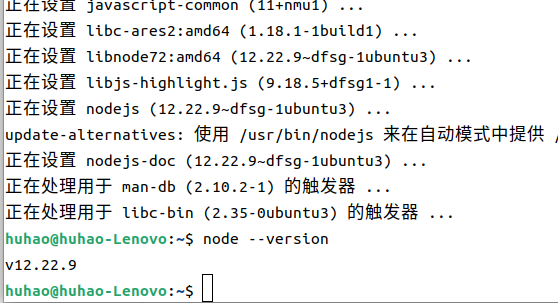 正在设置 javascript-common (11+nmu1) ...
正在设置 libc-ares2:amd64 (1.18.1-1build1) ...
正在设置 libnode72:amd64 (12.22.9~dfsg-1ubuntu3) ...
正在设置 libjs-highlight.js (9.18.5+dfsg1-1) ...
正在设置 nodejs (12.22.9~dfsg-1ubuntu3) ...
update-alternatives: 使用 /usr/bin/nodejs 来在自动模式中提供 /
正在设置 nodejs-doc (12.22.9~dfsg-1ubuntu3) ...
正在处理用于 man-db (2.10.2-1) 的触发器 ...
正在处理用于 libc-bin (2.35-0ubuntu3) 的触发器 ...
huhao@huhao-Lenovo:~$ node --version
v12.22.9
huhao@huhao-Lenovo:~$